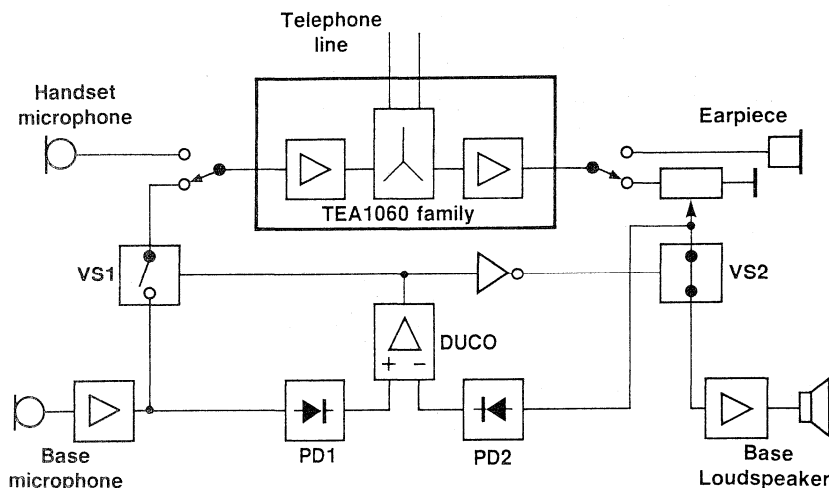 Telephone
line
Handset
microphone
Earpiece
TEA1060 family
VS1
VS2
DUCO
+ −
PD1
PD2
Base
microphone
Base
Loudspeaker